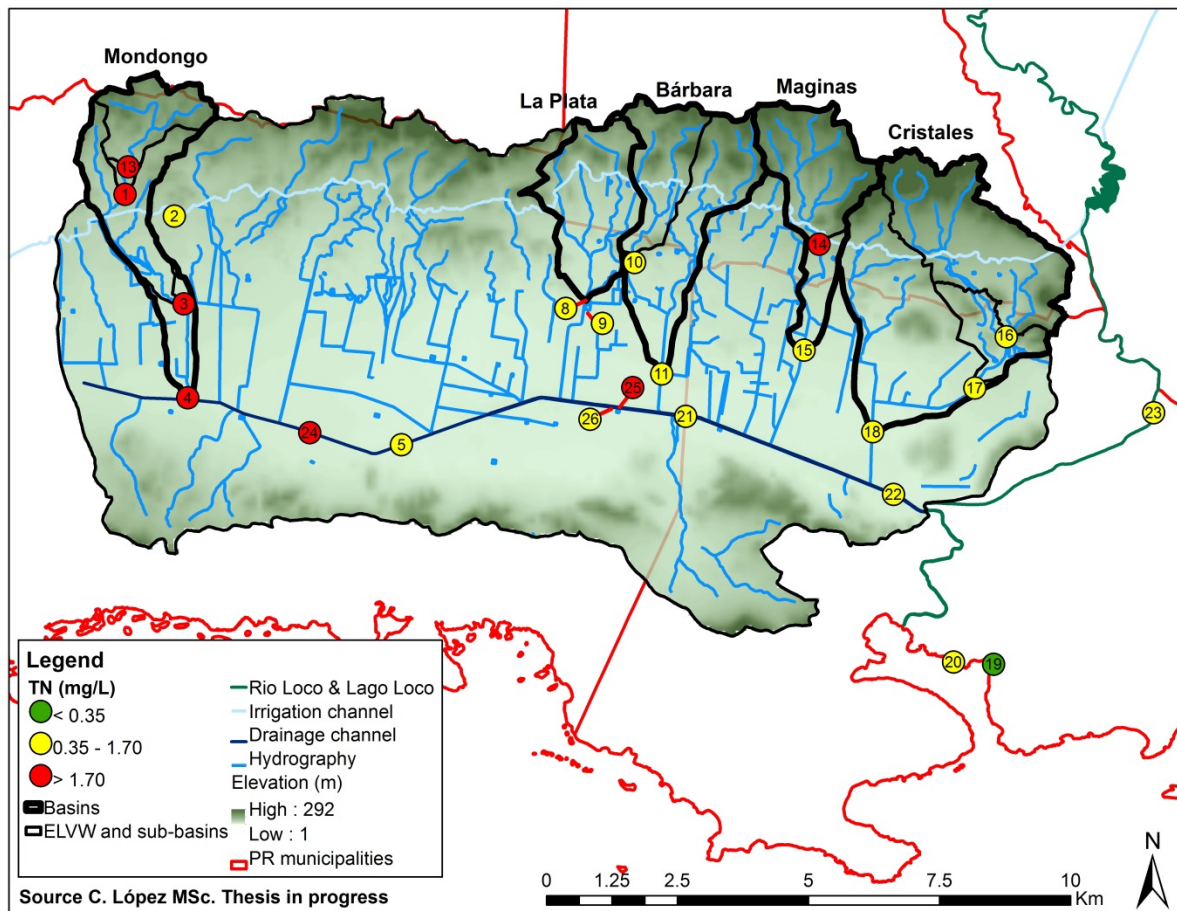 Mondongo
La Plata
Bárbara
Maginas
Cristales
13
1
2
14
10
3
8
9
16
15
11
17
4
25
26
21
23
24
5
18
22
20
19
Legend
TN (mg/L)
< 0.35
0.35 - 1.70
> 1.70
Basins
ELVW and sub-basins
Rio Loco & Lago Loco
Irrigation channel
Drainage channel
Hydrography
Elevation (m)
High : 292
Low : 1
PR municipalities
Source C. López MSc. Thesis in progress
0 1.25 2.5 5 7.5 10
Km
N